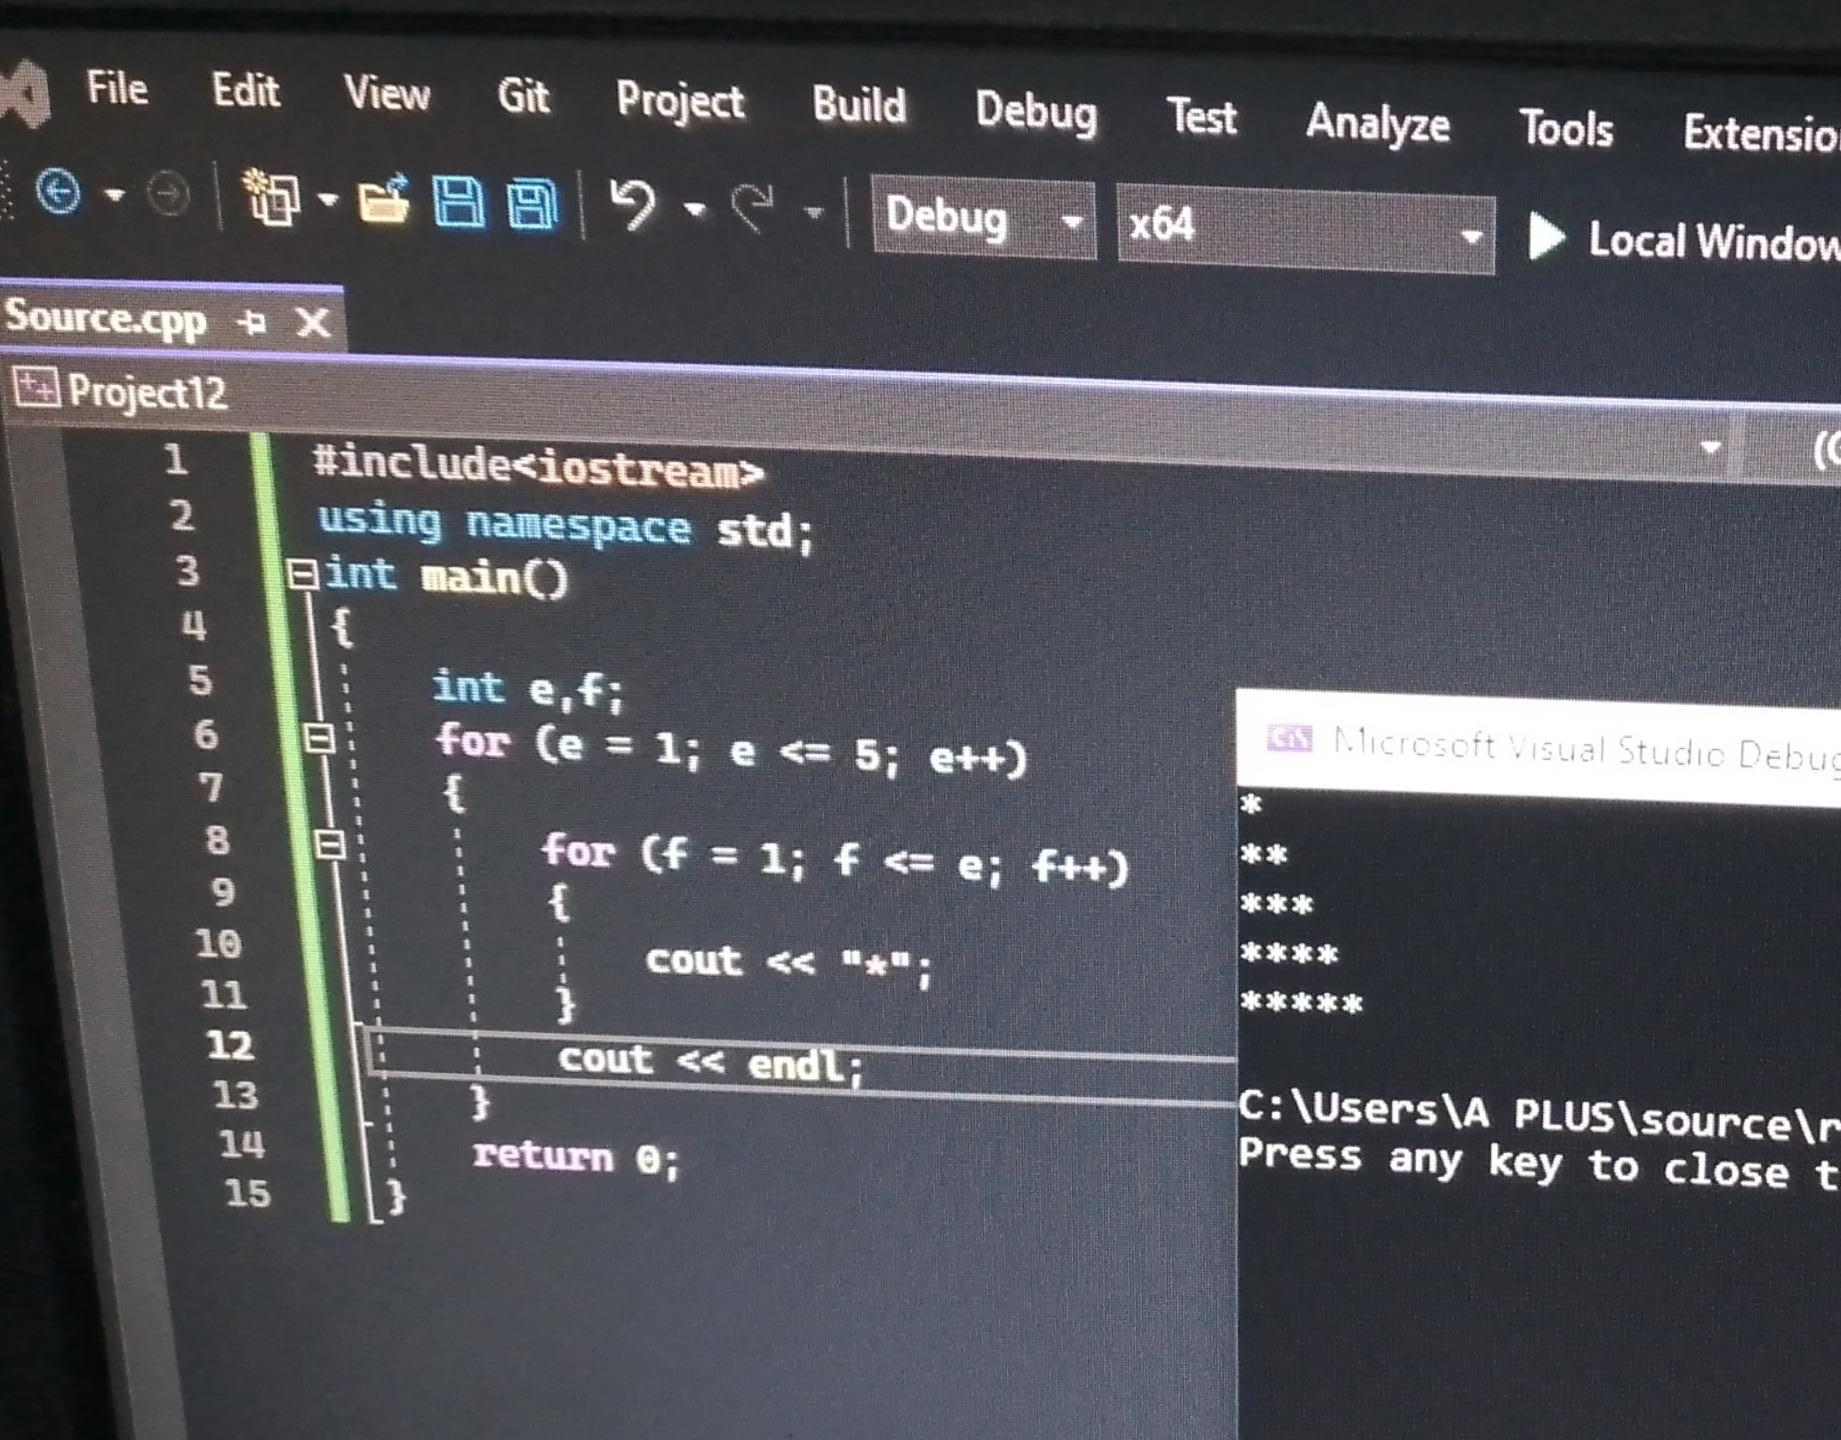 File Edit View Git Project Build Debug Test Analyze Tools
Debug x64 Local
Source.cpp
Project12
1 #include<iostream>
2 using namespace std;
3 int main()
4 {
5 int e,f;
6 for (e = 1; e <= 5; e++)
7 {
8 for (f = 1; f <= e; f++)
9 {
10 cout << "*";
11 }
12 cout << endl;
13 }
14 return 0;
15 }
Microsoft Visual Studio
*
**
***
****
*****
C:\Users\A PLUS\source\
Press any key to close